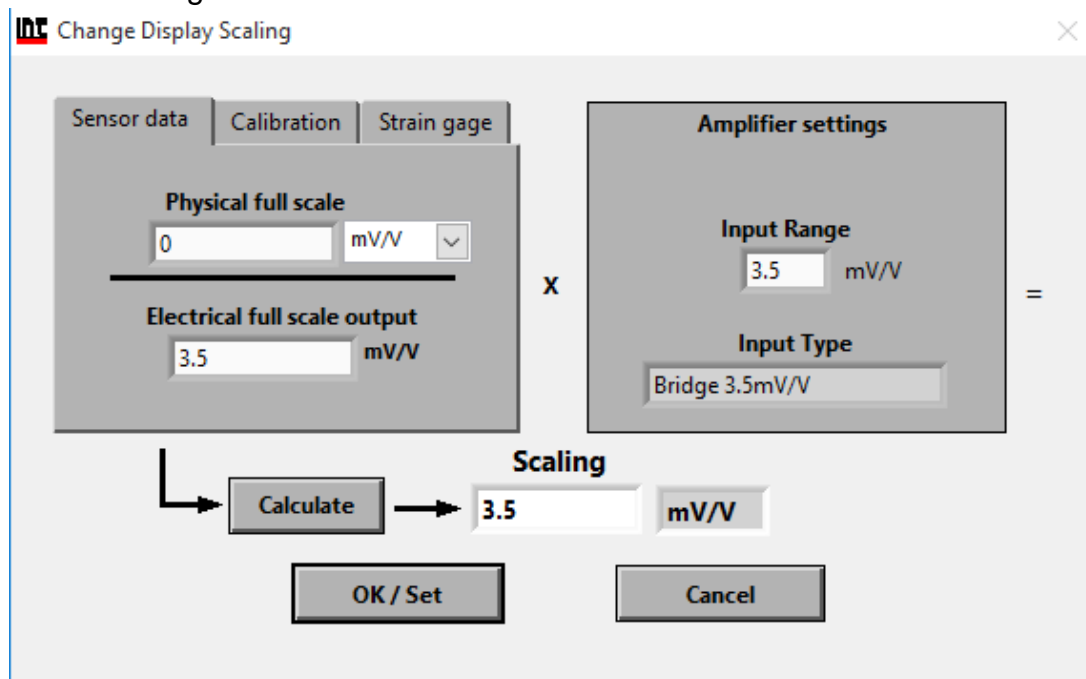 Change Display Scaling
Sensor data Calibration Strain gage
Physical full scale
0 mV/V
Electrical full scale output
3.5 mV/V
x
Amplifier settings
Input Range
3.5 mV/V
Input Type
Bridge 3.5mV/V
=
Scaling
Calculate 3.5 mV/V
OK / Set Cancel